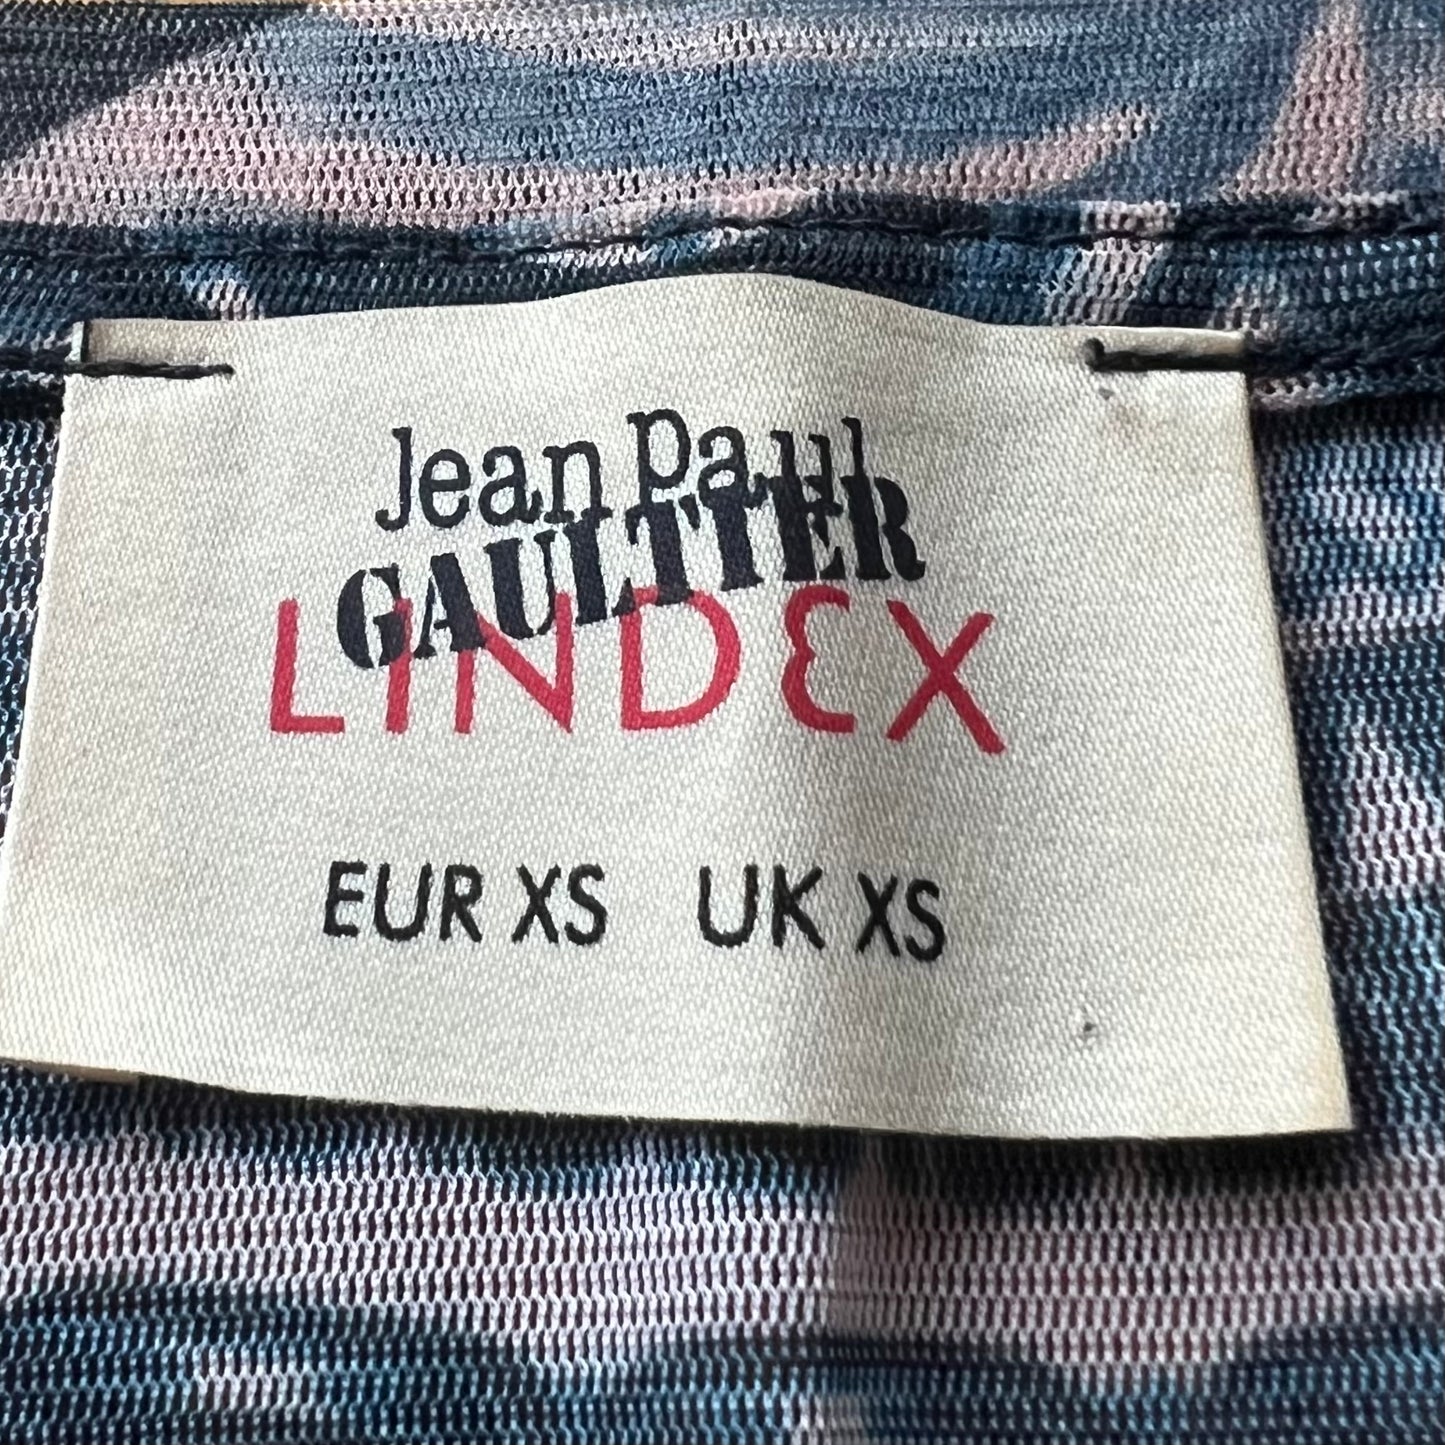 Jean Paul
GAULTIER
LINDEX
EUR XS UK XS